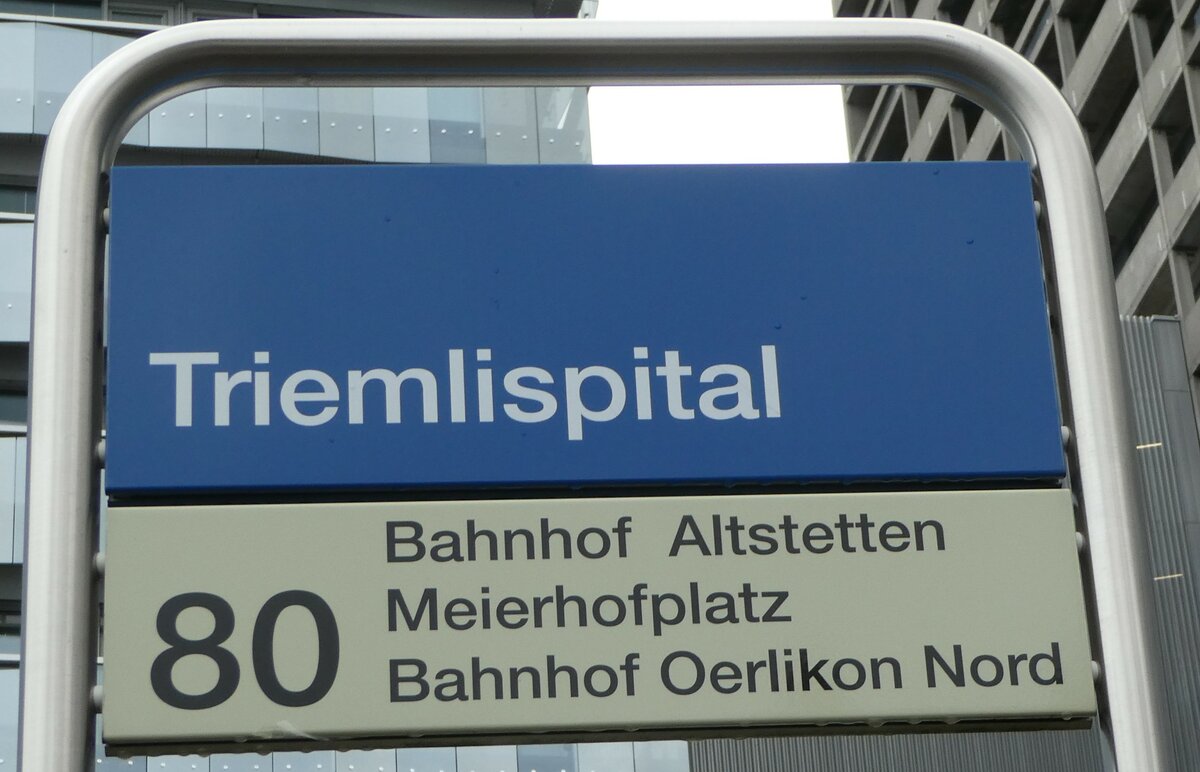 Triemlispital
80
Bahnhof Altstetten
Meierhofplatz
Bahnhof Oerlikon Nord